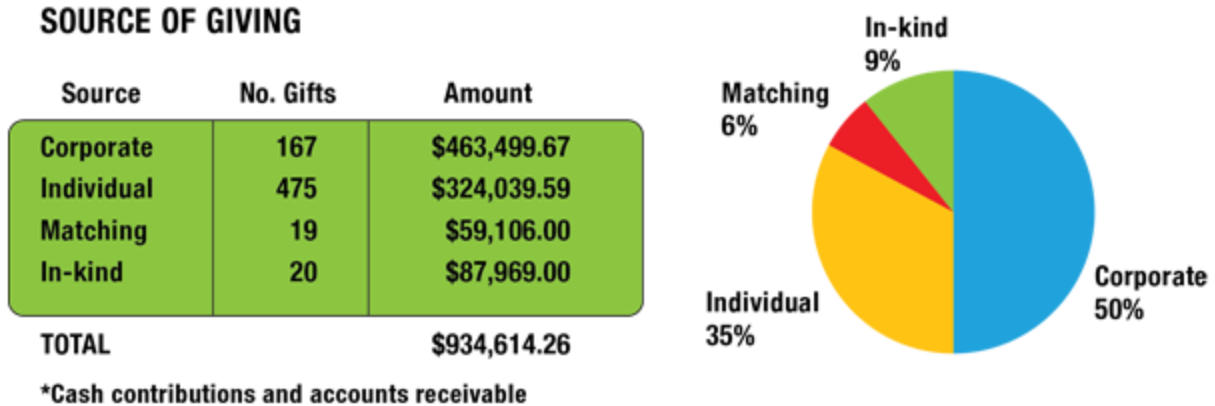 SOURCE OF GIVING
Source No. Gifts Amount
Corporate 167 $463,499.67
Individual 475 $324,039.59
Matching 19 $59,106.00
In-kind 20 $87,969.00
TOTAL $934,614.26
*Cash contributions and accounts receivable
In-kind
9%
Matching
6%
Individual
35%
Corporate
50%